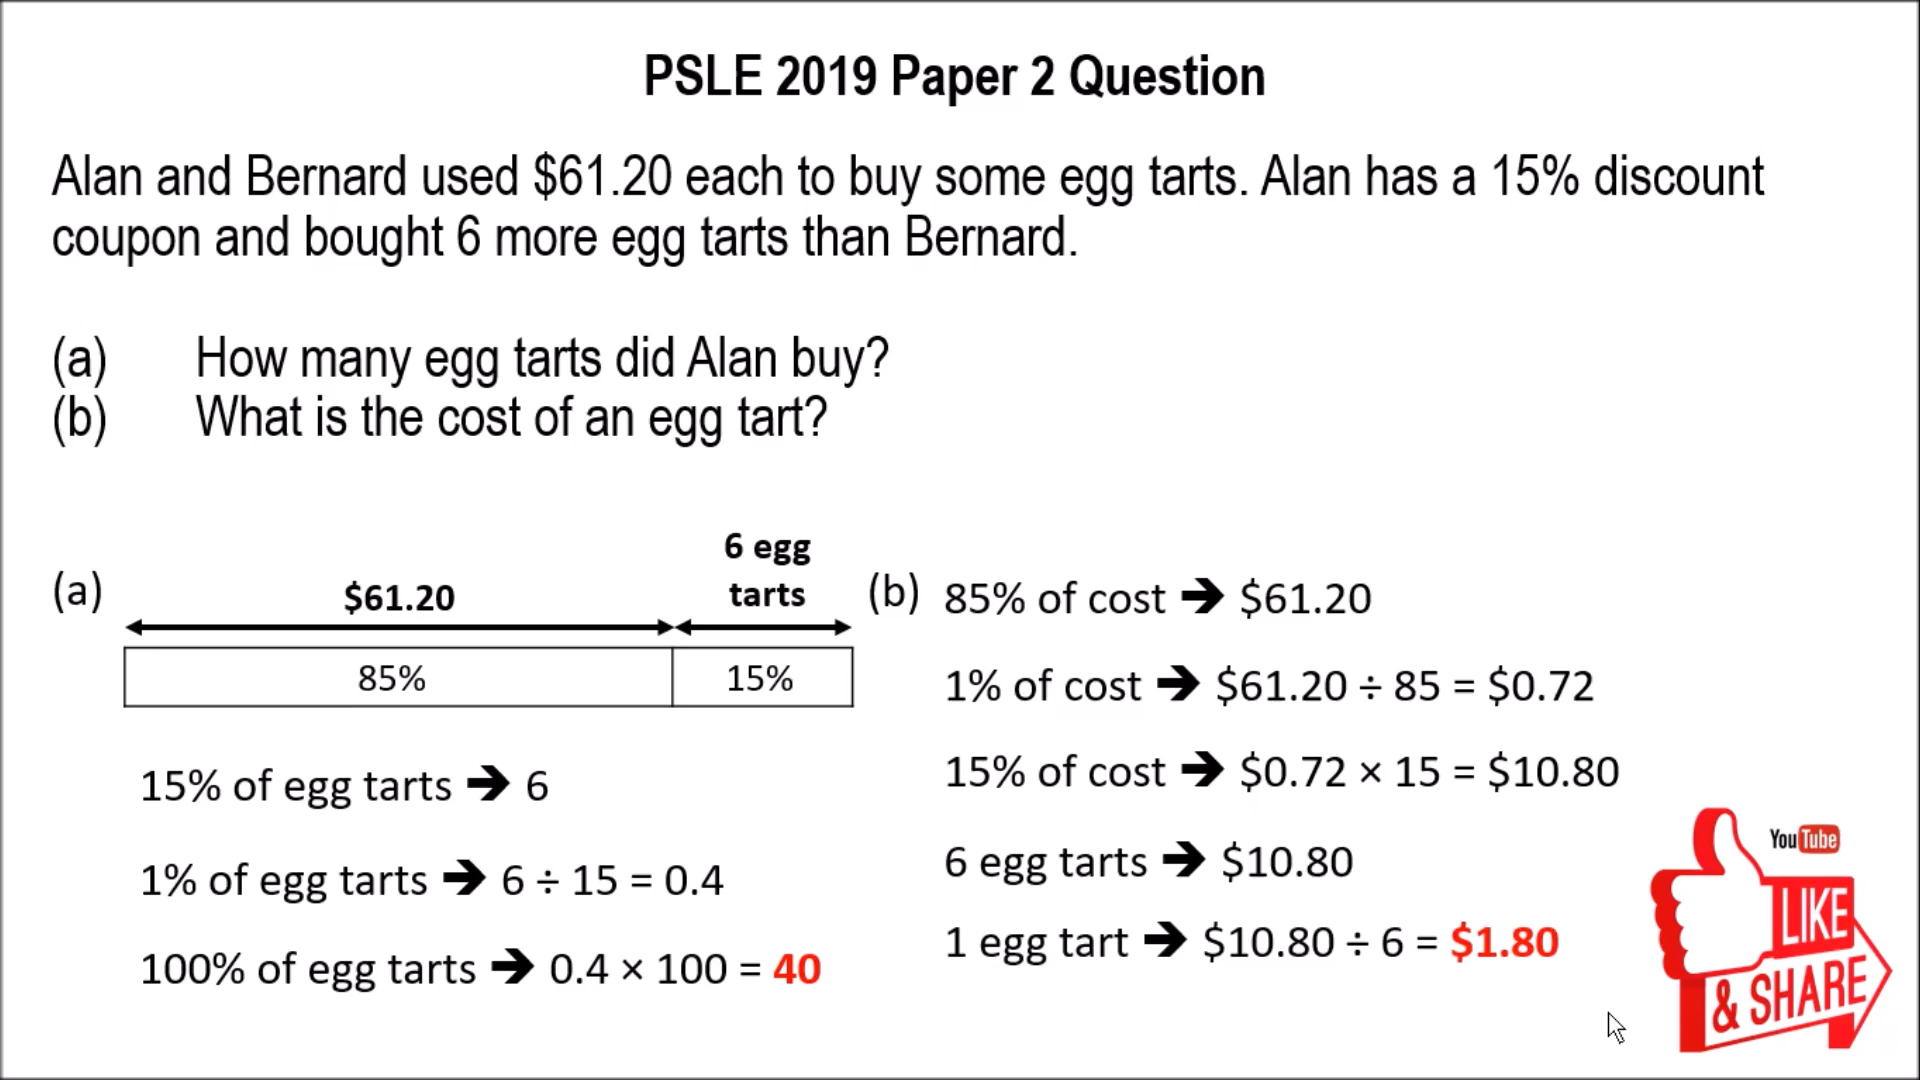 PSLE 2019 Paper 2 Question
Alan and Bernard used $61.20 each to buy some egg tarts. Alan has a 15% discount
coupon and bought 6 more egg tarts than Bernard.
(a) How many egg tarts did Alan buy?
(b) What is the cost of an egg tart?
(a)
$61.20
6 egg
tarts
85%
15%
15% of egg tarts ➔ 6
1% of egg tarts ➔ 6 ÷ 15 = 0.4
100% of egg tarts ➔ 0.4 × 100 = 40
(b) 85% of cost ➔ $61.20
1% of cost ➔ $61.20 ÷ 85 = $0.72
15% of cost ➔ $0.72 × 15 = $10.80
6 egg tarts ➔ $10.80
1 egg tart ➔ $10.80 ÷ 6 = $1.80
YouTube
LIKE
& SHARE